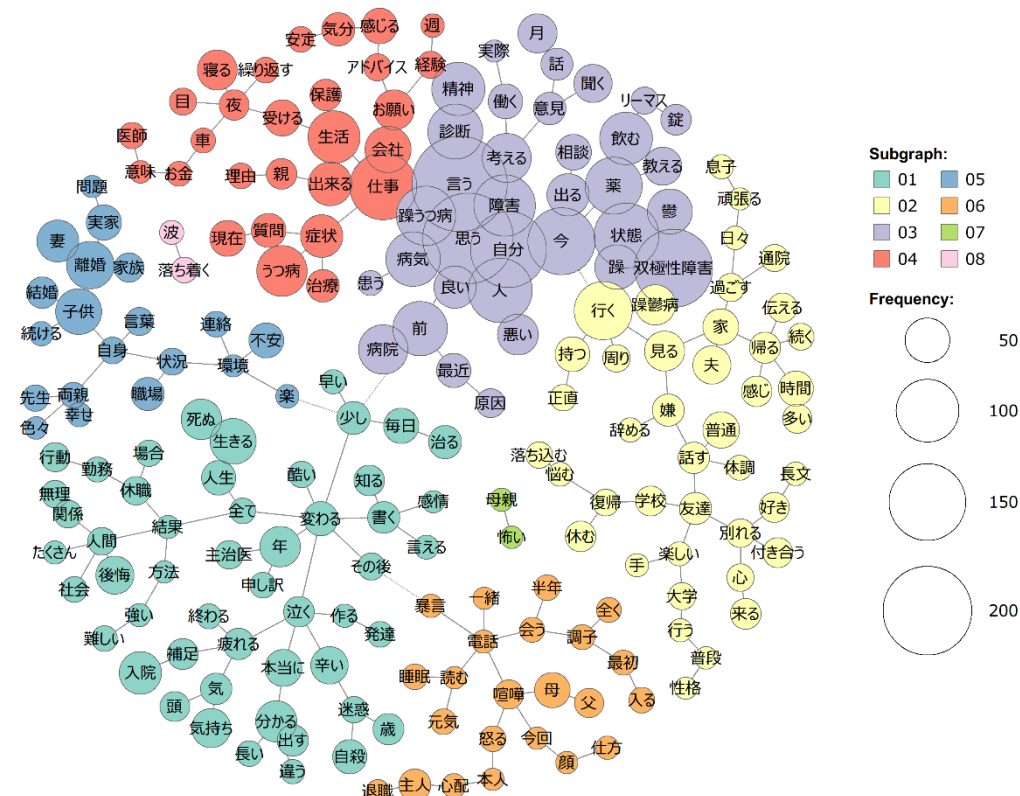 安定
気分
感じる
週
アドバイス
経験
寝る
繰り返す
目
夜
保護
受ける
お願い
生活
会社
医師
車
意味
お金
理由
親
出来る
仕事
現在
質問
症状
うつ病
治療
波
落ち着く
月
実際
話
聞く
精神
働く
意見
リーマス
錠
診断
飲む
考える
相談
教える
言う
出る
薬
躁うつ病
障害
鬱
思う
自分
今
状態
病気
躁
双極性障害
患う
良い
人
前
悪い
病院
最近
原因
問題
実家
妻
離婚
家族
結婚
子供
続ける
言葉
自身
連絡
不安
状況
環境
職場
楽
先生
両親
幸せ
色々
息子
頑張る
日々
通院
過ごす
行く
躁鬱病
家
伝える
続く
帰る
見る
夫
持つ
周り
正直
感じ
時間
多い
嫌
辞める
普通
話す
休調
落ち込む
悩む
復帰
学校
友達
長文
好き
別れる
付き合う
休む
楽しい
手
心
大学
来る
行う
普段
性格
早い
少し
毎日
治る
死ぬ
生きる
人生
酷い
知る
感情
行動
勤務
場合
無理
休職
関係
結果
全て
変わる
書く
言える
たくさん
人間
主治医
年
その後
社会
後悔
方法
申し訳
強い
難しい
終わる
泣く
作る
発達
疲れる
補足
入院
本当に
辛い
頭
気
気持ち
分かる
迷惑
歳
出す
長い
違う
自殺
母親
怖い
暴言
一緒
半年
全く
電話
会う
調子
最初
睡眠
読む
入る
元気
喧嘩
母
父
怒る
今回
顔
仕方
退職
主人
心配
本人
Subgraph:
01 05
02 06
03 07
04 08
Frequency:
50
100
150
200